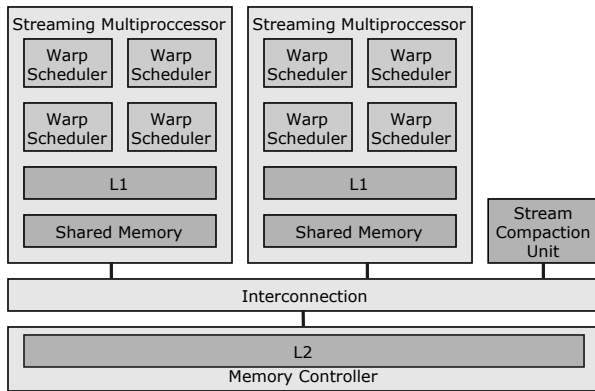 Streaming Multiproccessor
Streaming Multiproccessor
Warp
Scheduler
Warp
Scheduler
Warp
Scheduler
Warp
Scheduler
Warp
Scheduler
Warp
Scheduler
Warp
Scheduler
Warp
Scheduler
L1
L1
Shared Memory
Shared Memory
Stream
Compaction
Unit
Interconnection
L2
Memory Controller